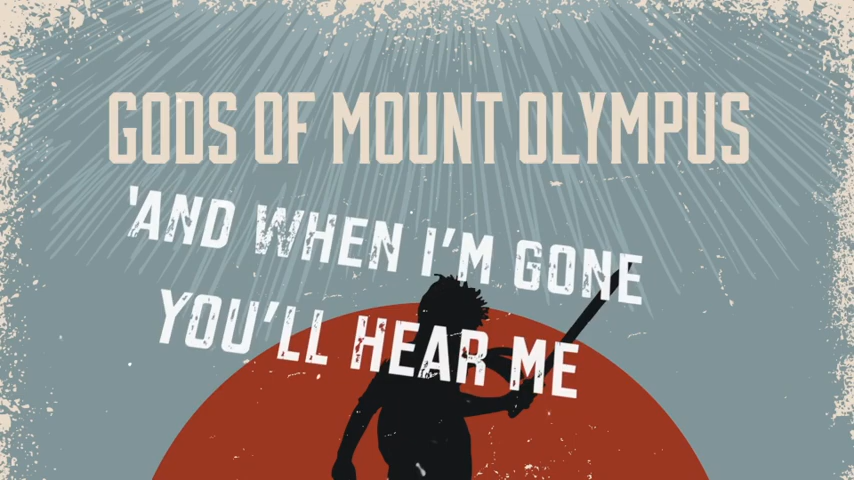 GODS OF MOUNT OLYMPUS
'AND WHEN I'M GONE
YOU'LL HEAR ME